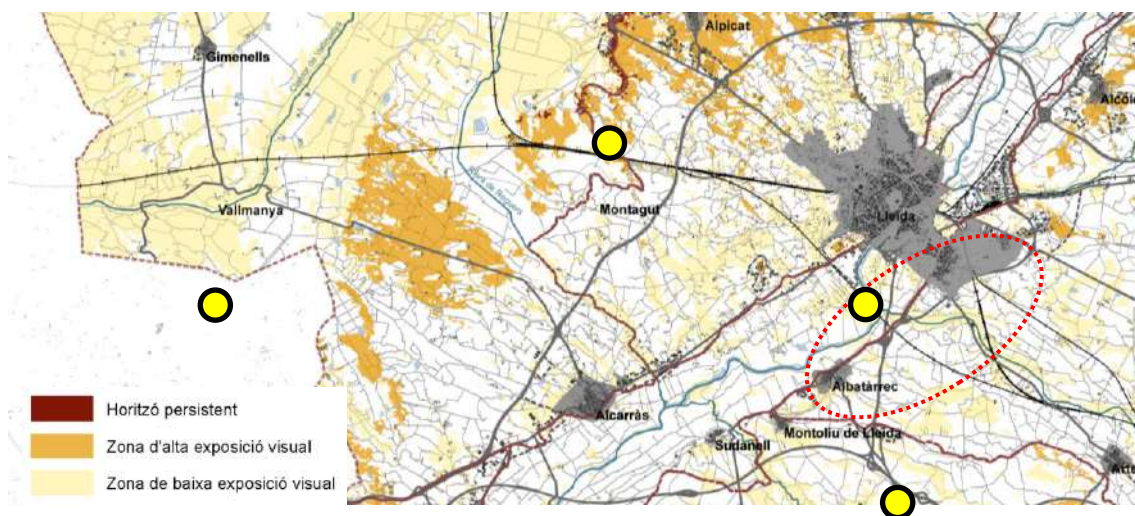 Alpicat
Gimenells
Vallmanya
Montagut
Lleida
Albatàrrec
Alcarràs
Montoliu de Lleida
Sudanell
Horitzó persistent
Zona d'alta exposició visual
Zona de baixa exposició visual